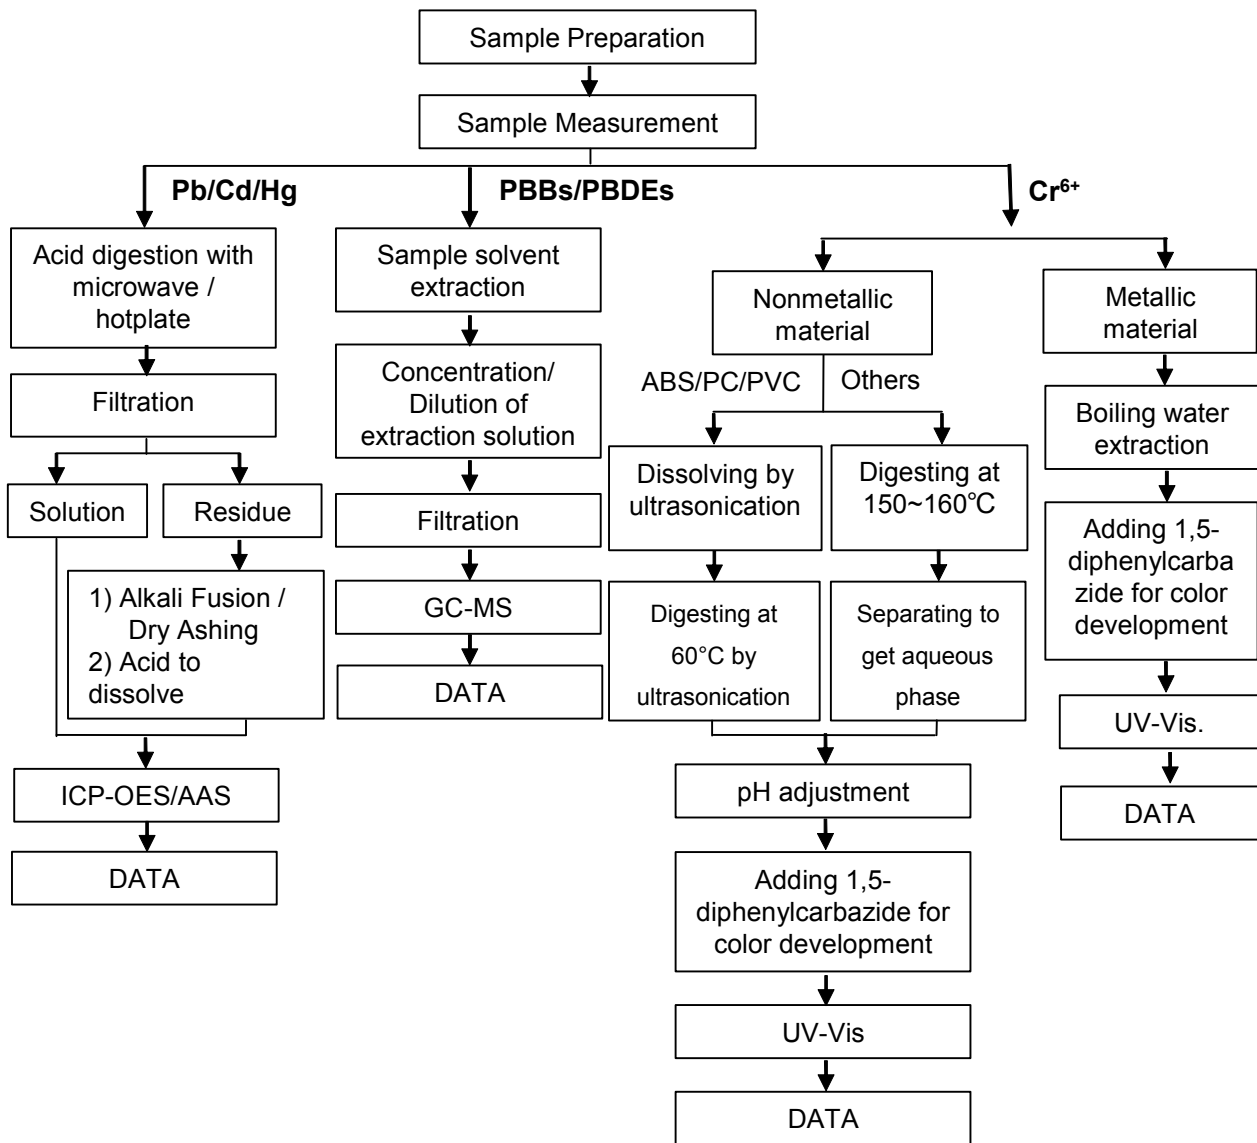 Sample Preparation
Sample Measurement
Pb/Cd/Hg
PBBs/PBDEs
Cr⁶⁺
Acid digestion with
microwave /
hotplate
Filtration
Solution
Residue
1) Alkali Fusion /
Dry Ashing
2) Acid to
dissolve
ICP-OES/AAS
DATA
Sample solvent
extraction
Concentration/
Dilution of
extraction solution
Filtration
GC-MS
DATA
Nonmetallic
material
ABS/PC/PVC
Others
Dissolving by
ultrasonication
Digesting at
150~160℃
Digesting at
60°C by
ultrasonication
Separating to
get aqueous
phase
pH adjustment
Adding 1,5-
diphenylcarbazide for
color development
UV-Vis
DATA
Metallic
material
Boiling water
extraction
Adding 1,5-
diphenylcarba
zide for color
development
UV-Vis.
DATA